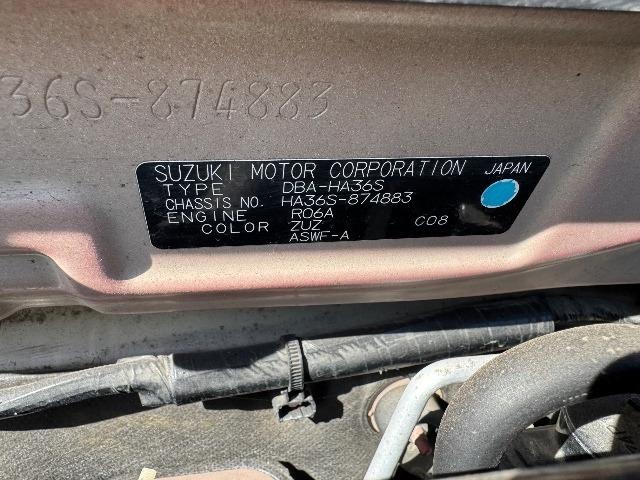 36S-874883
SUZUKI MOTOR CORPORATION JAPAN
TYPE DBA-HA36S
CHASSIS NO. HA36S-874883
ENGINE R06A
COLOR ZUZ C08
ASWF-A